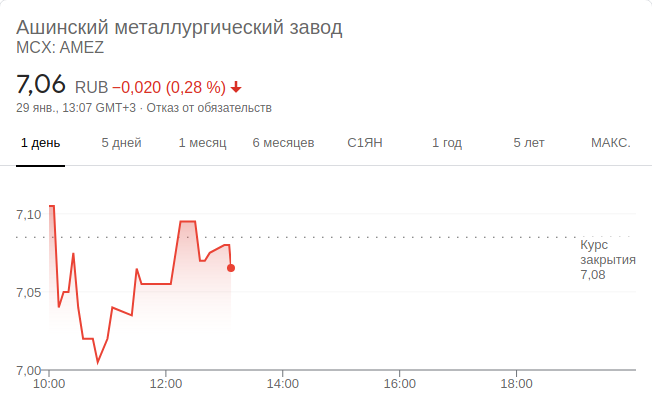 Ашинский металлургический завод
MCX: AMEZ
7,06 RUB −0,020 (0,28 %)
29 янв., 13:07 GMT+3 · Отказ от обязательств
1 день 5 дней 1 месяц 6 месяцев С1ЯН 1 год 5 лет МАКС.
7,10
Курс
закрытия
7,08
7,05
7,00
10:00 12:00 14:00 16:00 18:00